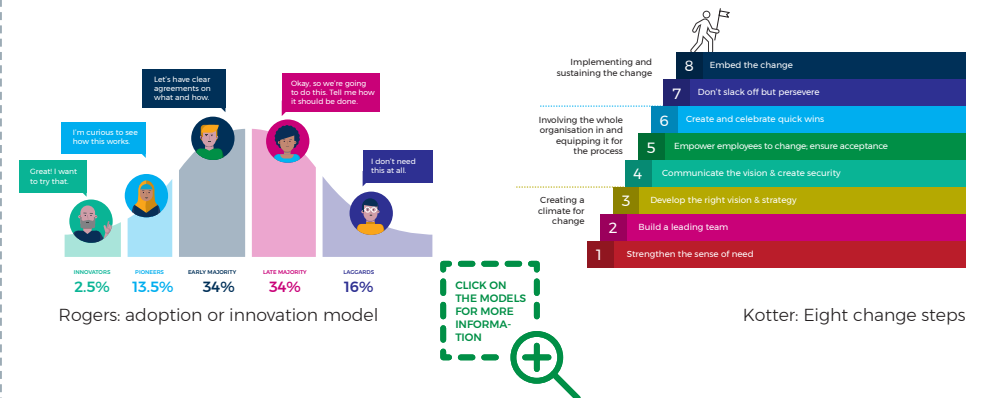 Let's have clear
agreements on
what and how.
Okay, so we're going
to do this. Tell me how
it should be done.
I'm curious to see
how this works.
Great! I want
to try that.
I don't need
this at all.
INNOVATORS
2.5%
PIONEERS
13.5%
EARLY MAJORITY
34%
LATE MAJORITY
34%
LAGGARDS
16%
Rogers: adoption or innovation model
CLICK ON
THE MODELS
FOR MORE
INFORMA-
TION
Implementing and
sustaining the change
Involving the whole
organisation in and
equipping it for
the process
Creating a
climate for
change
8 Embed the change
7 Don't slack off but persevere
6 Create and celebrate quick wins
5 Empower employees to change; ensure acceptance
4 Communicate the vision & create security
3 Develop the right vision & strategy
2 Build a leading team
1 Strengthen the sense of need
Kotter: Eight change steps